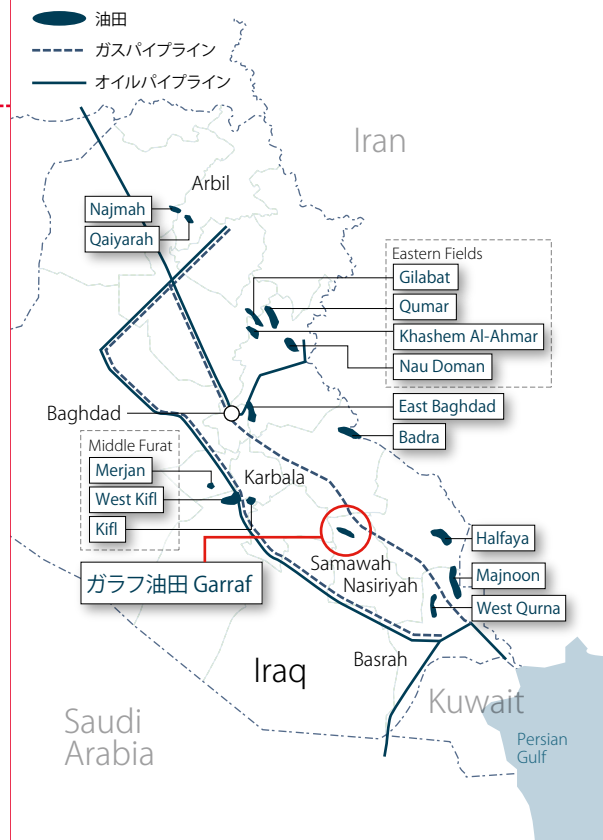 油田
ガスパイプライン
オイルパイプライン
Iran
Arbil
Najmah
Qaiyarah
Eastern Fields
Gilabat
Qumar
Khashem Al-Ahmar
Nau Doman
Baghdad
East Baghdad
Badra
Middle Furat
Merjan
West Kifl
Kifl
Karbala
Halfaya
Samawah
Nasiriyah
Majnoon
West Qurna
ガラフ油田 Garraf
Basrah
Iraq
Kuwait
Saudi
Arabia
Persian
Gulf